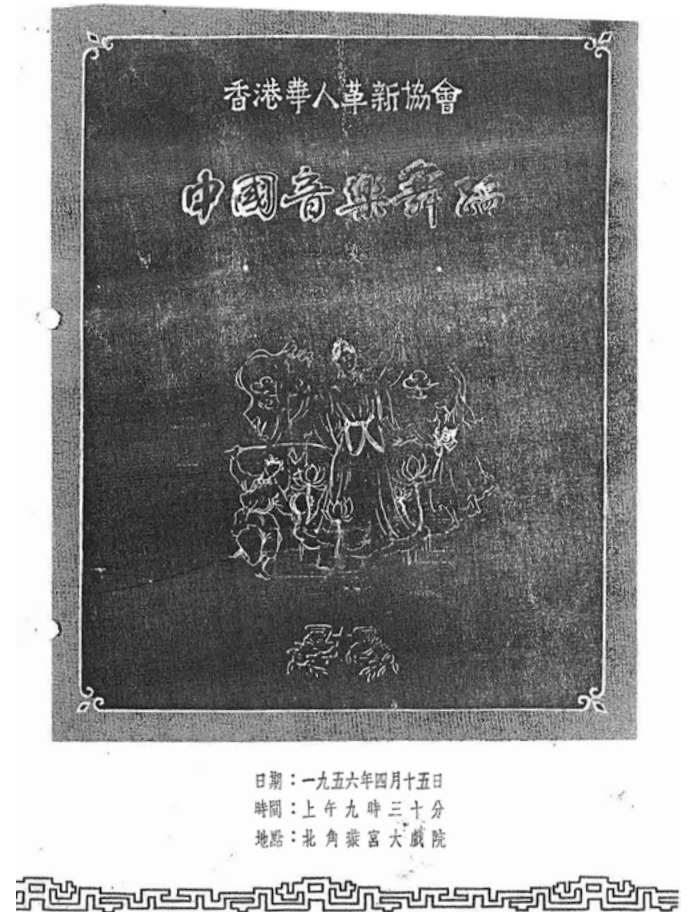 香港華人革新協會
中國音樂舞蹈
日期：一九五六年四月十五日
時間：上午九時三十分
地點：北角璇宮大戲院